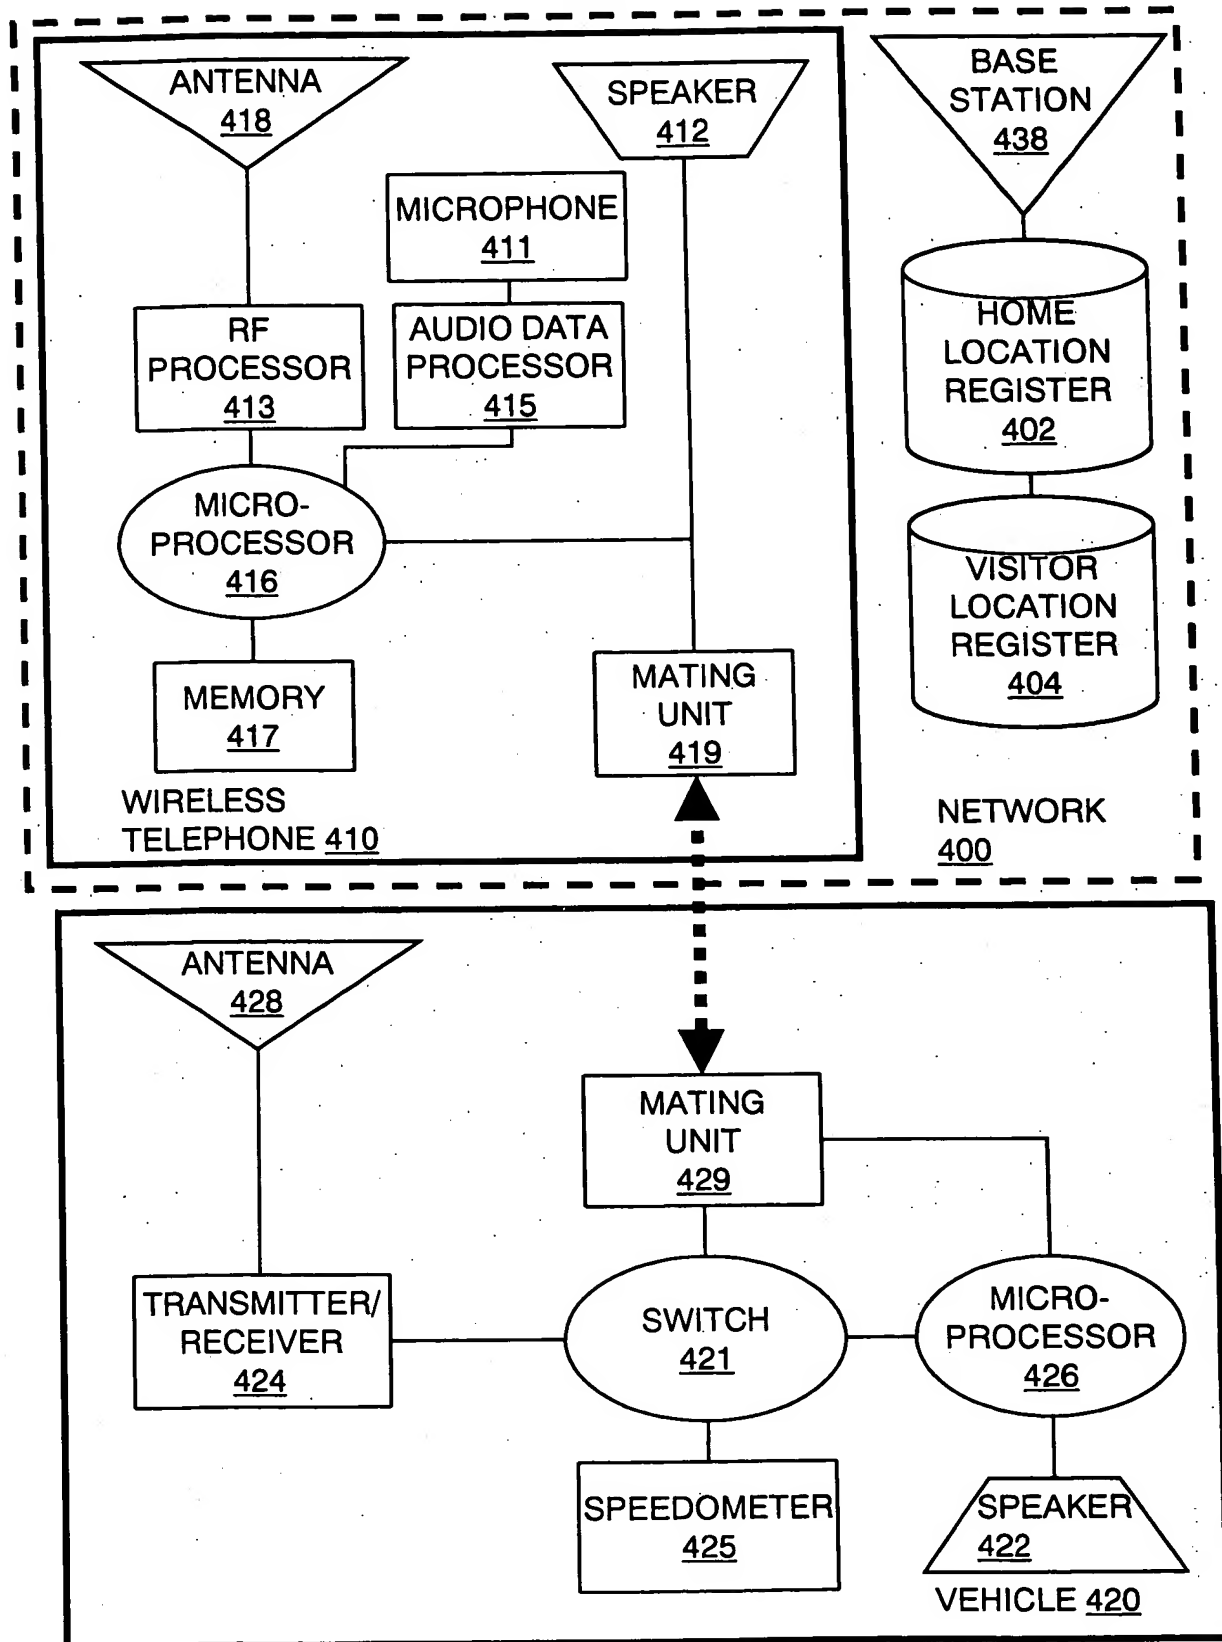 ANTENNA
418
SPEAKER
412
BASE
STATION
438
MICROPHONE
411
RF
PROCESSOR
413
AUDIO DATA
PROCESSOR
415
HOME
LOCATION
REGISTER
402
MICRO-
PROCESSOR
416
VISITOR
LOCATION
REGISTER
404
MEMORY
417
MATING
UNIT
419
WIRELESS
TELEPHONE 410
NETWORK
400
ANTENNA
428
MATING
UNIT
429
TRANSMITTER/
RECEIVER
424
SWITCH
421
MICRO-
PROCESSOR
426
SPEEDOMETER
425
SPEAKER
422
VEHICLE 420